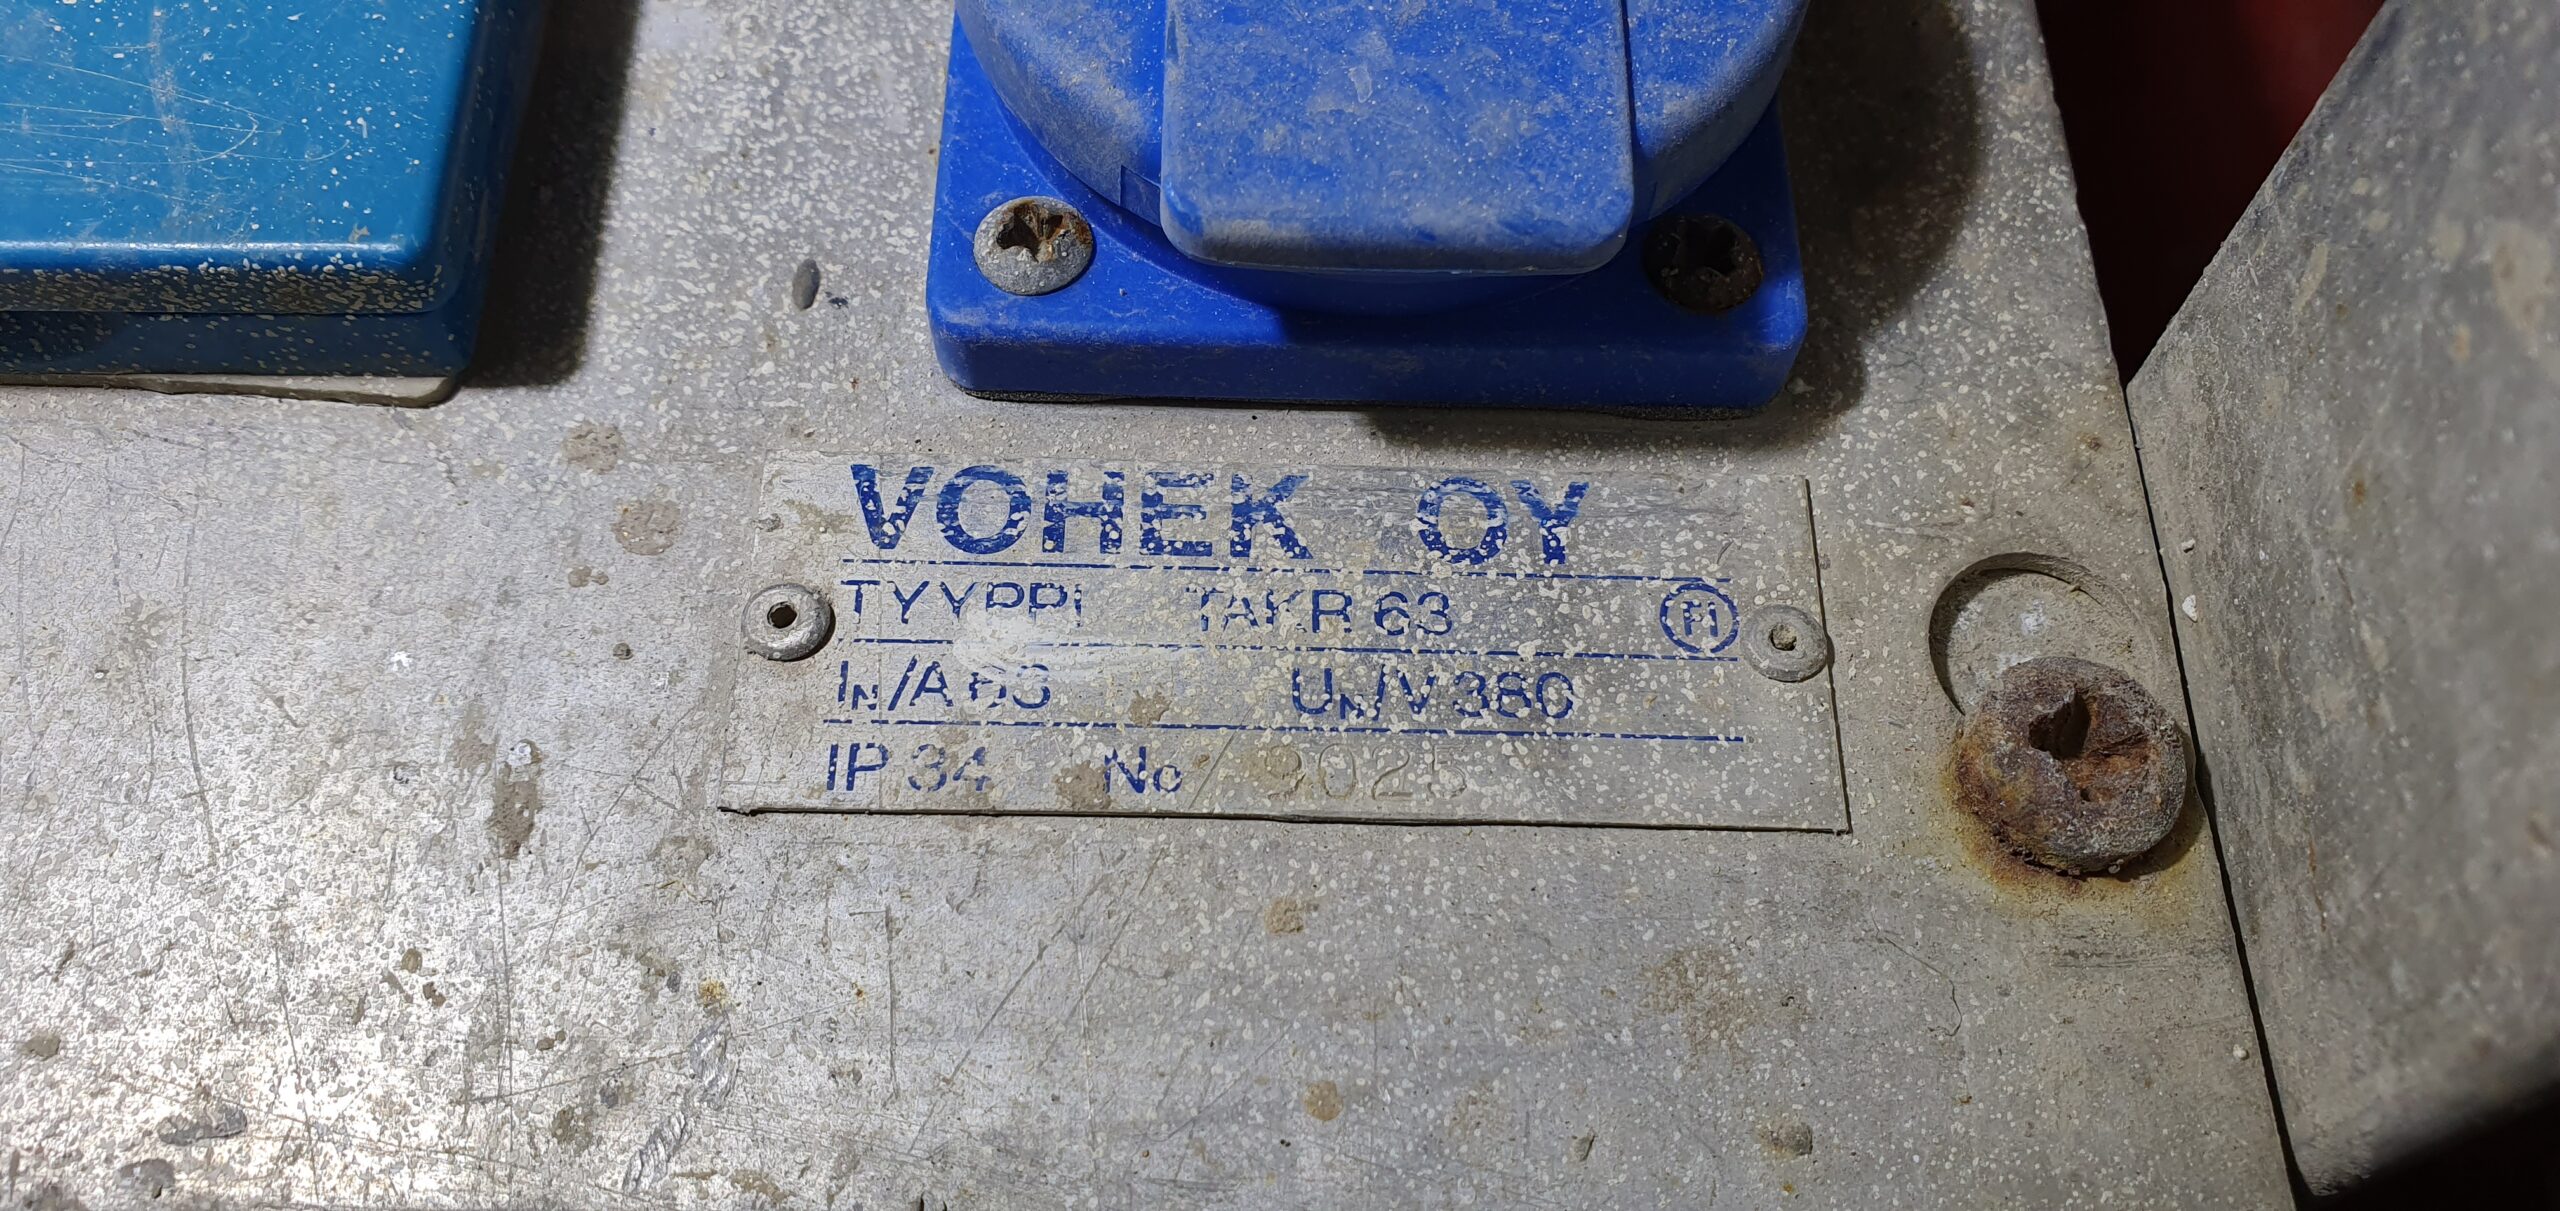 VOHEK OY
TYYPPI TAKR 63 FI
IN/A 63 UN/V 380
IP 34 No 9025